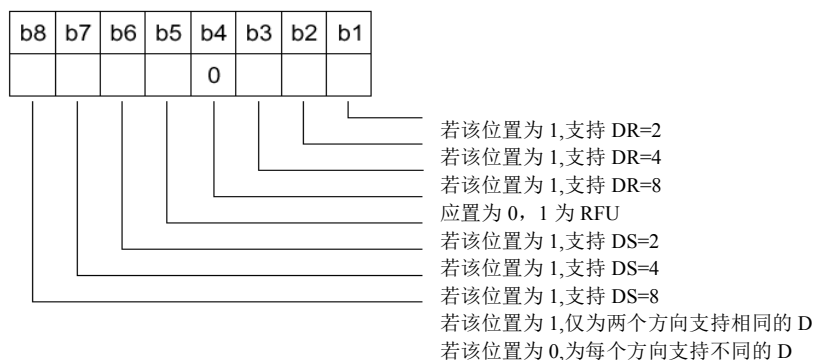 b8 b7 b6 b5 b4 b3 b2 b1
0
若该位置为 1,支持 DR=2
若该位置为 1,支持 DR=4
若该位置为 1,支持 DR=8
应置为 0，1 为 RFU
若该位置为 1,支持 DS=2
若该位置为 1,支持 DS=4
若该位置为 1,支持 DS=8
若该位置为 1,仅为两个方向支持相同的 D
若该位置为 0,为每个方向支持不同的 D